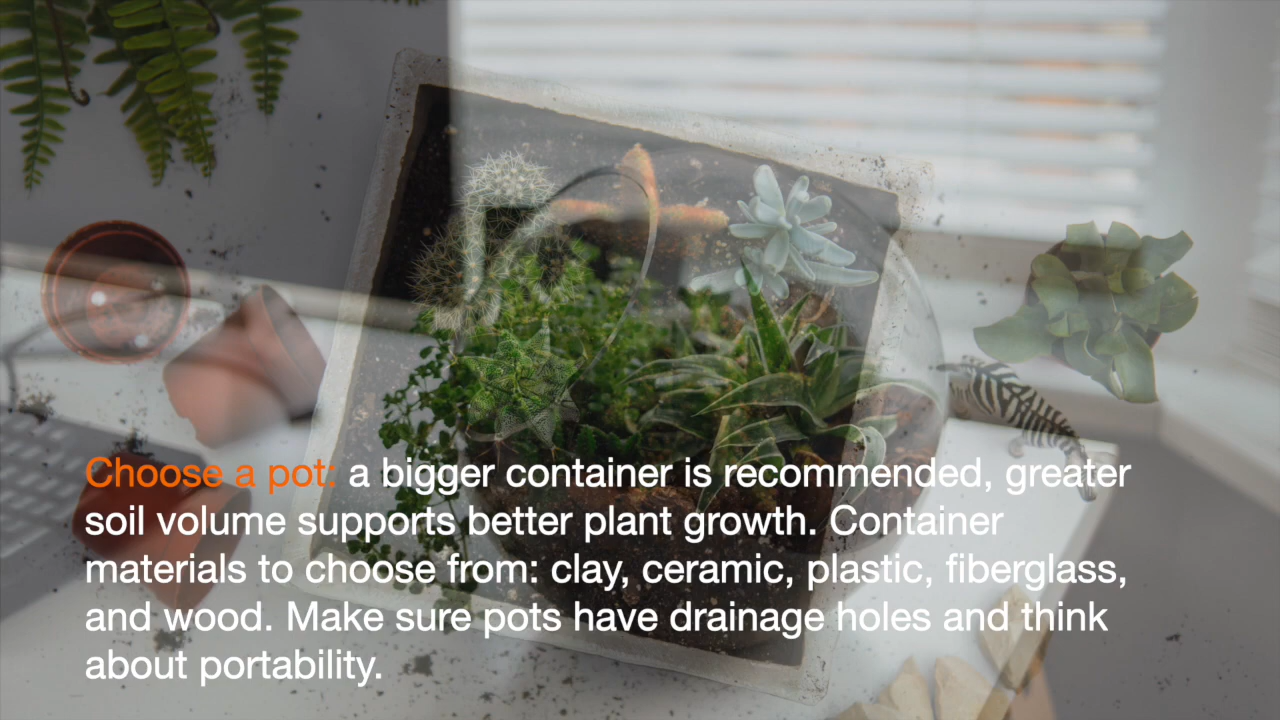 Choose a pot: a bigger container is recommended, greater
soil volume supports better plant growth. Container
materials to choose from: clay, ceramic, plastic, fiberglass,
and wood. Make sure pots have drainage holes and think
about portability.